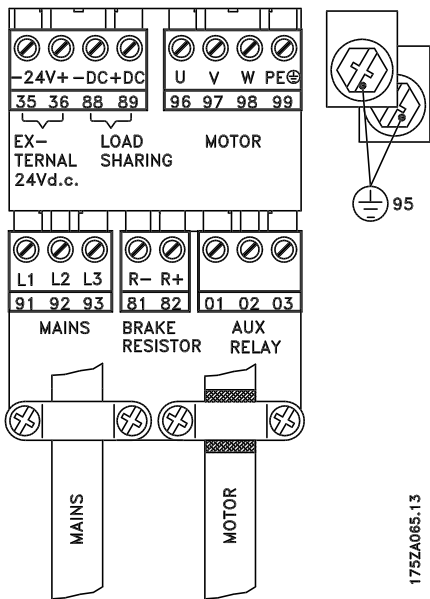 -24V+ -DC+DC
35 36 88 89
EX-
TERNAL
24Vd.c.
LOAD
SHARING
U V W PE
96 97 98 99
MOTOR
95
L1 L2 L3
91 92 93
MAINS
R- R+
81 82
BRAKE
RESISTOR
01 02 03
AUX
RELAY
MAINS
MOTOR
175ZA065.13